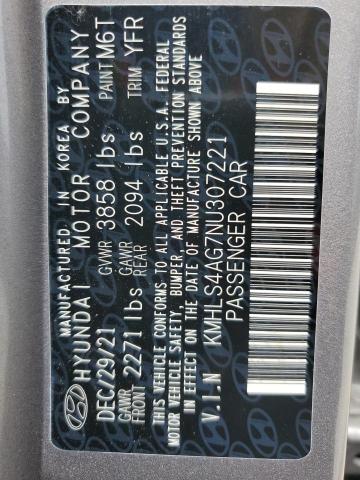 MANUFACTURED IN KOREA BY
HYUNDAI MOTOR COMPANY
DEC/29/21 GVWR 3858 lbs PAINT M6T
GAWR FRONT 2271 lbs GAWR REAR 2094 lbs TRIM YFR
THIS VEHICLE CONFORMS TO ALL APPLICABLE U.S.A. FEDERAL
MOTOR VEHICLE SAFETY, BUMPER, AND THEFT PREVENTION STANDARDS
IN EFFECT ON THE DATE OF MANUFACTURE SHOWN ABOVE
V.I.N KMHLS4AG7NU307221
PASSENGER CAR